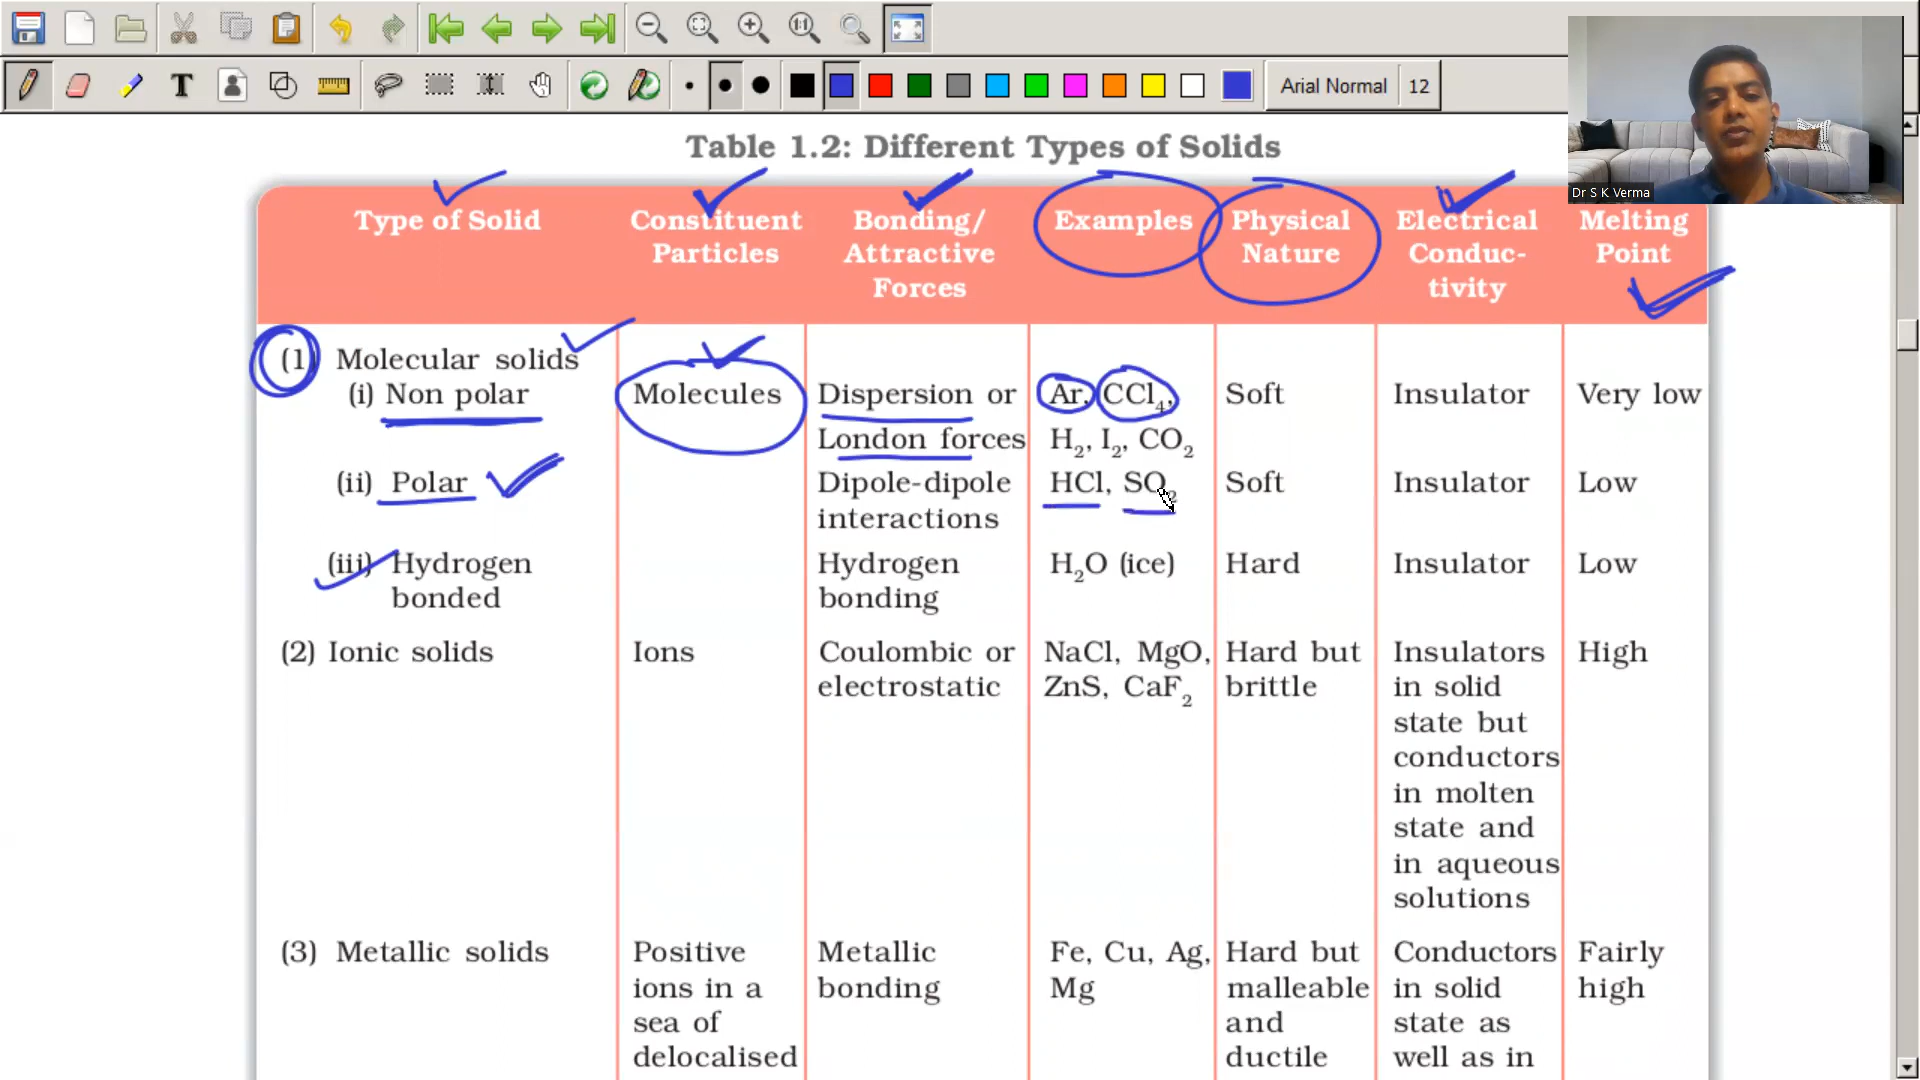 Arial Normal 12
Dr S K Verma
Table 1.2: Different Types of Solids
Type of Solid
Constituent
Particles
Bonding/
Attractive
Forces
Examples
Physical
Nature
Electrical
Conduc-
tivity
Melting
Point
(1) Molecular solids
(i) Non polar
Molecules
Dispersion or
London forces
Ar, CCl₄,
H₂, I₂, CO₂
Soft
Insulator
Very low
(ii) Polar
Dipole-dipole
interactions
HCl, SO₂
Soft
Insulator
Low
(iii) Hydrogen
bonded
Hydrogen
bonding
H₂O (ice)
Hard
Insulator
Low
(2) Ionic solids
Ions
Coulombic or
electrostatic
NaCl, MgO,
ZnS, CaF₂
Hard but
brittle
Insulators
in solid
state but
conductors
in molten
state and
in aqueous
solutions
High
(3) Metallic solids
Positive
ions in a
sea of
delocalised
Metallic
bonding
Fe, Cu, Ag,
Mg
Hard but
malleable
and
ductile
Conductors
in solid
state as
well as in
Fairly
high